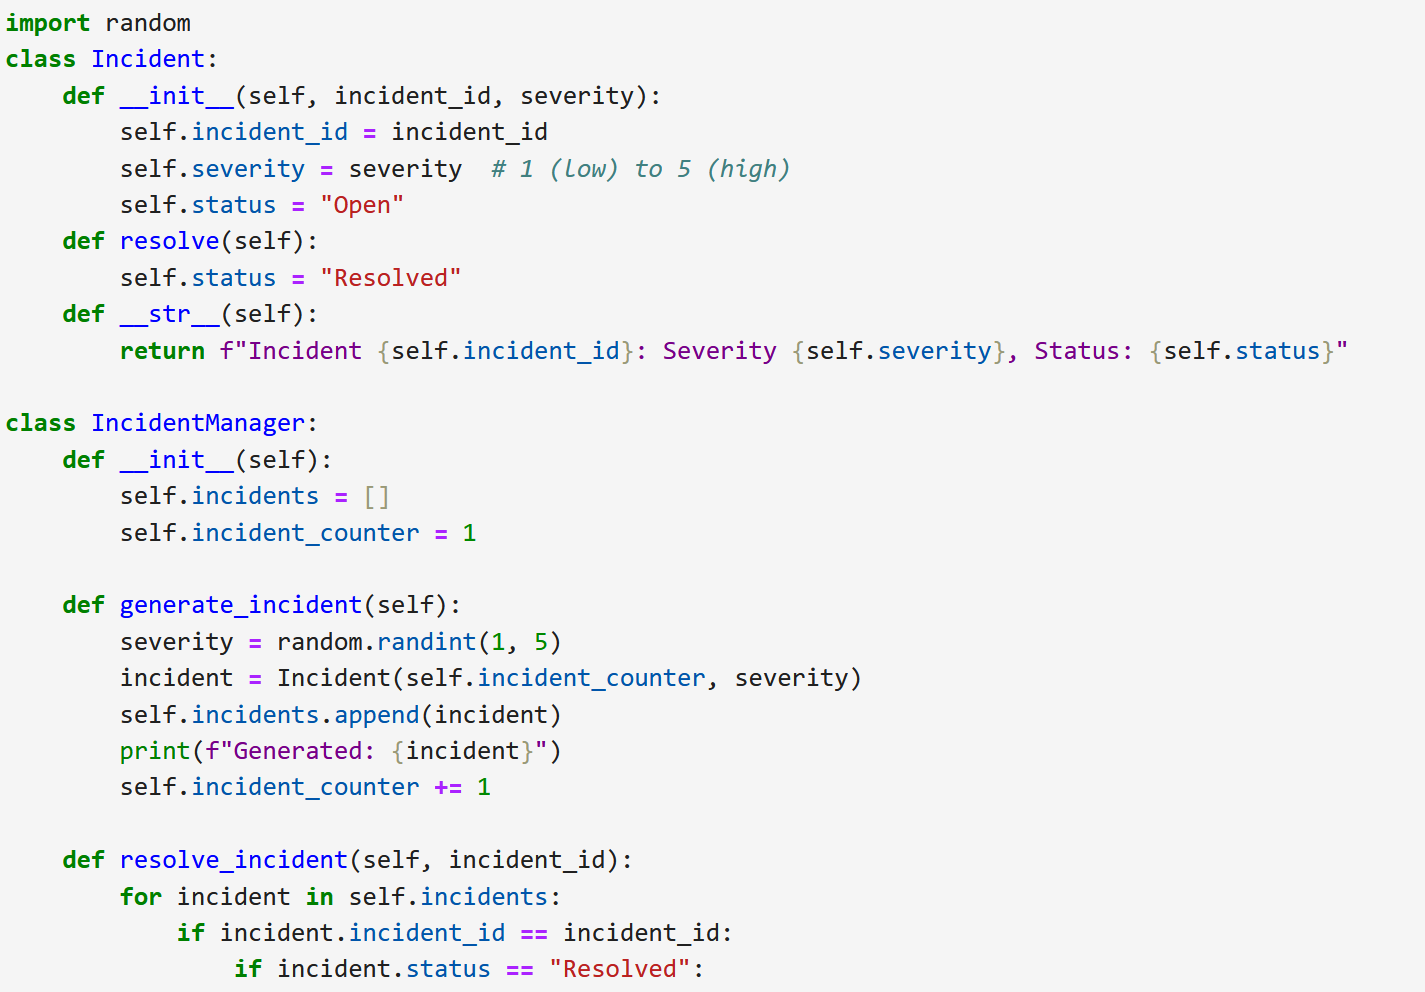 import random
class Incident:
    def __init__(self, incident_id, severity):
        self.incident_id = incident_id
        self.severity = severity  # 1 (low) to 5 (high)
        self.status = "Open"
    def resolve(self):
        self.status = "Resolved"
    def __str__(self):
        return f"Incident {self.incident_id}: Severity {self.severity}, Status: {self.status}"

class IncidentManager:
    def __init__(self):
        self.incidents = []
        self.incident_counter = 1

    def generate_incident(self):
        severity = random.randint(1, 5)
        incident = Incident(self.incident_counter, severity)
        self.incidents.append(incident)
        print(f"Generated: {incident}")
        self.incident_counter += 1

    def resolve_incident(self, incident_id):
        for incident in self.incidents:
            if incident.incident_id == incident_id:
                if incident.status == "Resolved":